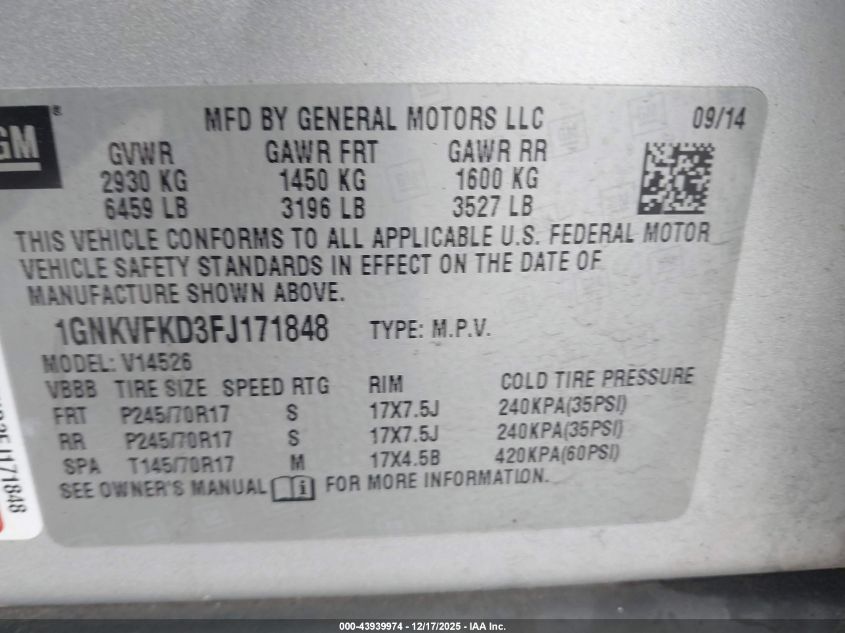 GM ®
MFD BY GENERAL MOTORS LLC 09/14
GVWR GAWR FRT GAWR RR
2930 KG 1450 KG 1600 KG
6459 LB 3196 LB 3527 LB
THIS VEHICLE CONFORMS TO ALL APPLICABLE U.S. FEDERAL MOTOR
VEHICLE SAFETY STANDARDS IN EFFECT ON THE DATE OF
MANUFACTURE SHOWN ABOVE.
1GNKVFKD3FJ171848 TYPE: M.P.V.
MODEL: V14526
VBBB TIRE SIZE SPEED RTG RIM COLD TIRE PRESSURE
FRT P245/70R17 S 17X7.5J 240KPA(35PSI)
RR P245/70R17 S 17X7.5J 240KPA(35PSI)
SPA T145/70R17 M 17X4.5B 420KPA(60PSI)
SEE OWNER'S MANUAL i FOR MORE INFORMATION.
J171848
000-43939974 - 12/17/2025 - IAA Inc.